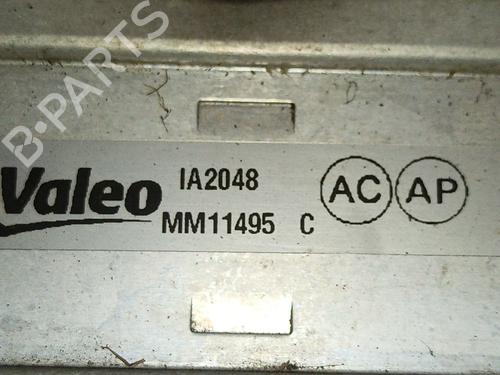 B-PARTS
Valeo
IA2048
MM11495 C
AC AP